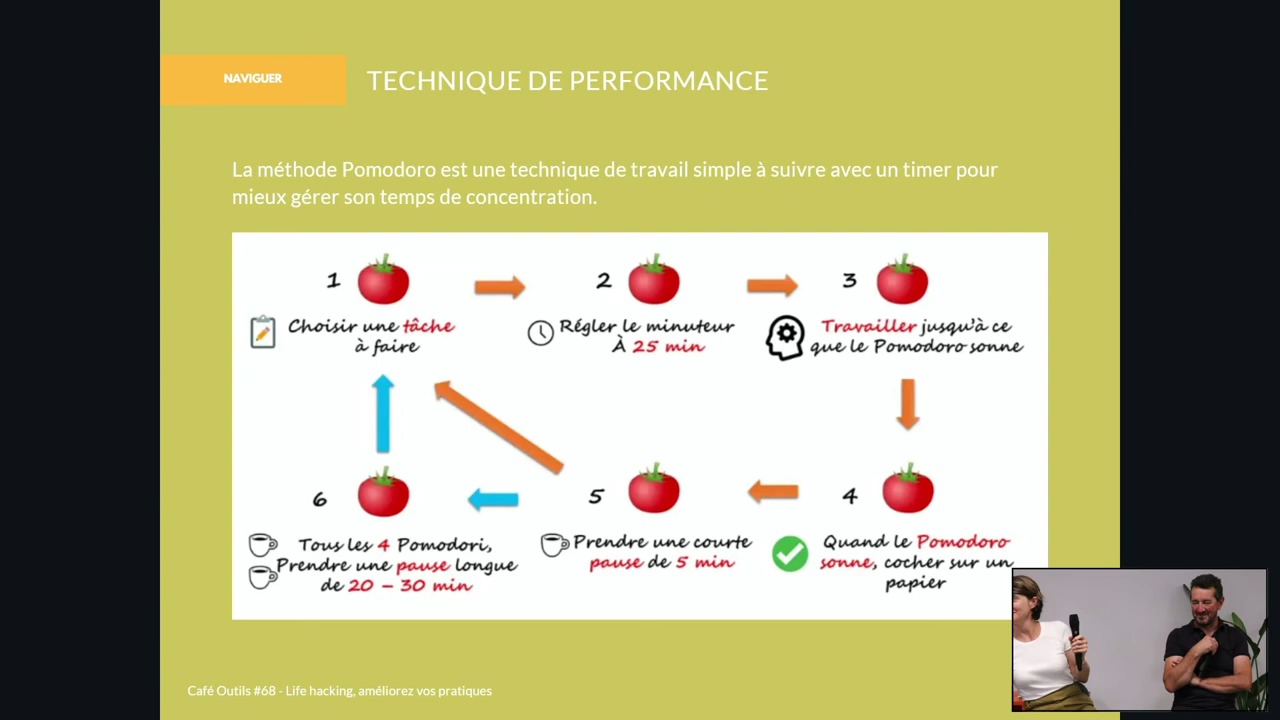 NAVIGUER
TECHNIQUE DE PERFORMANCE
La méthode Pomodoro est une technique de travail simple à suivre avec un timer pour
mieux gérer son temps de concentration.
1
Choisir une tâche
à faire
2
Régler le minuteur
À 25 min
3
Travailler jusqu'à ce
que le Pomodoro sonne
6
Tous les 4 Pomodori,
Prendre une pause longue
de 20 – 30 min
5
Prendre une courte
pause de 5 min
4
Quand le Pomodoro
sonne, cocher sur un
papier
Café Outils #68 - Life hacking, améliorez vos pratiques